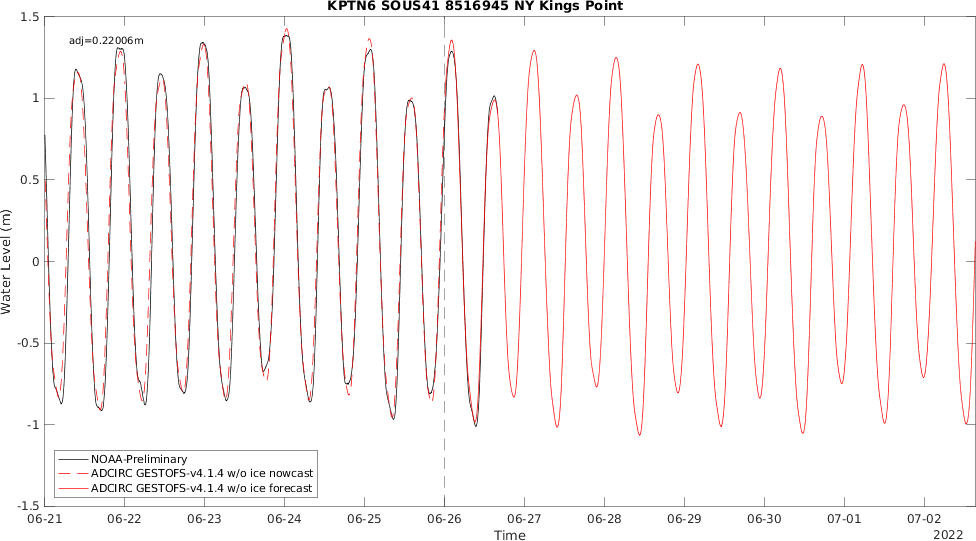 KPTN6 SOUS41 8516945 NY Kings Point
1.5
adj=0.22006m
1
0.5
0
-0.5
-1
-1.5
Water Level (m)
NOAA-Preliminary
ADCIRC GESTOFS-v4.1.4 w/o ice nowcast
ADCIRC GESTOFS-v4.1.4 w/o ice forecast
06-21 06-22 06-23 06-24 06-25 06-26 06-27 06-28 06-29 06-30 07-01 07-02
Time
2022